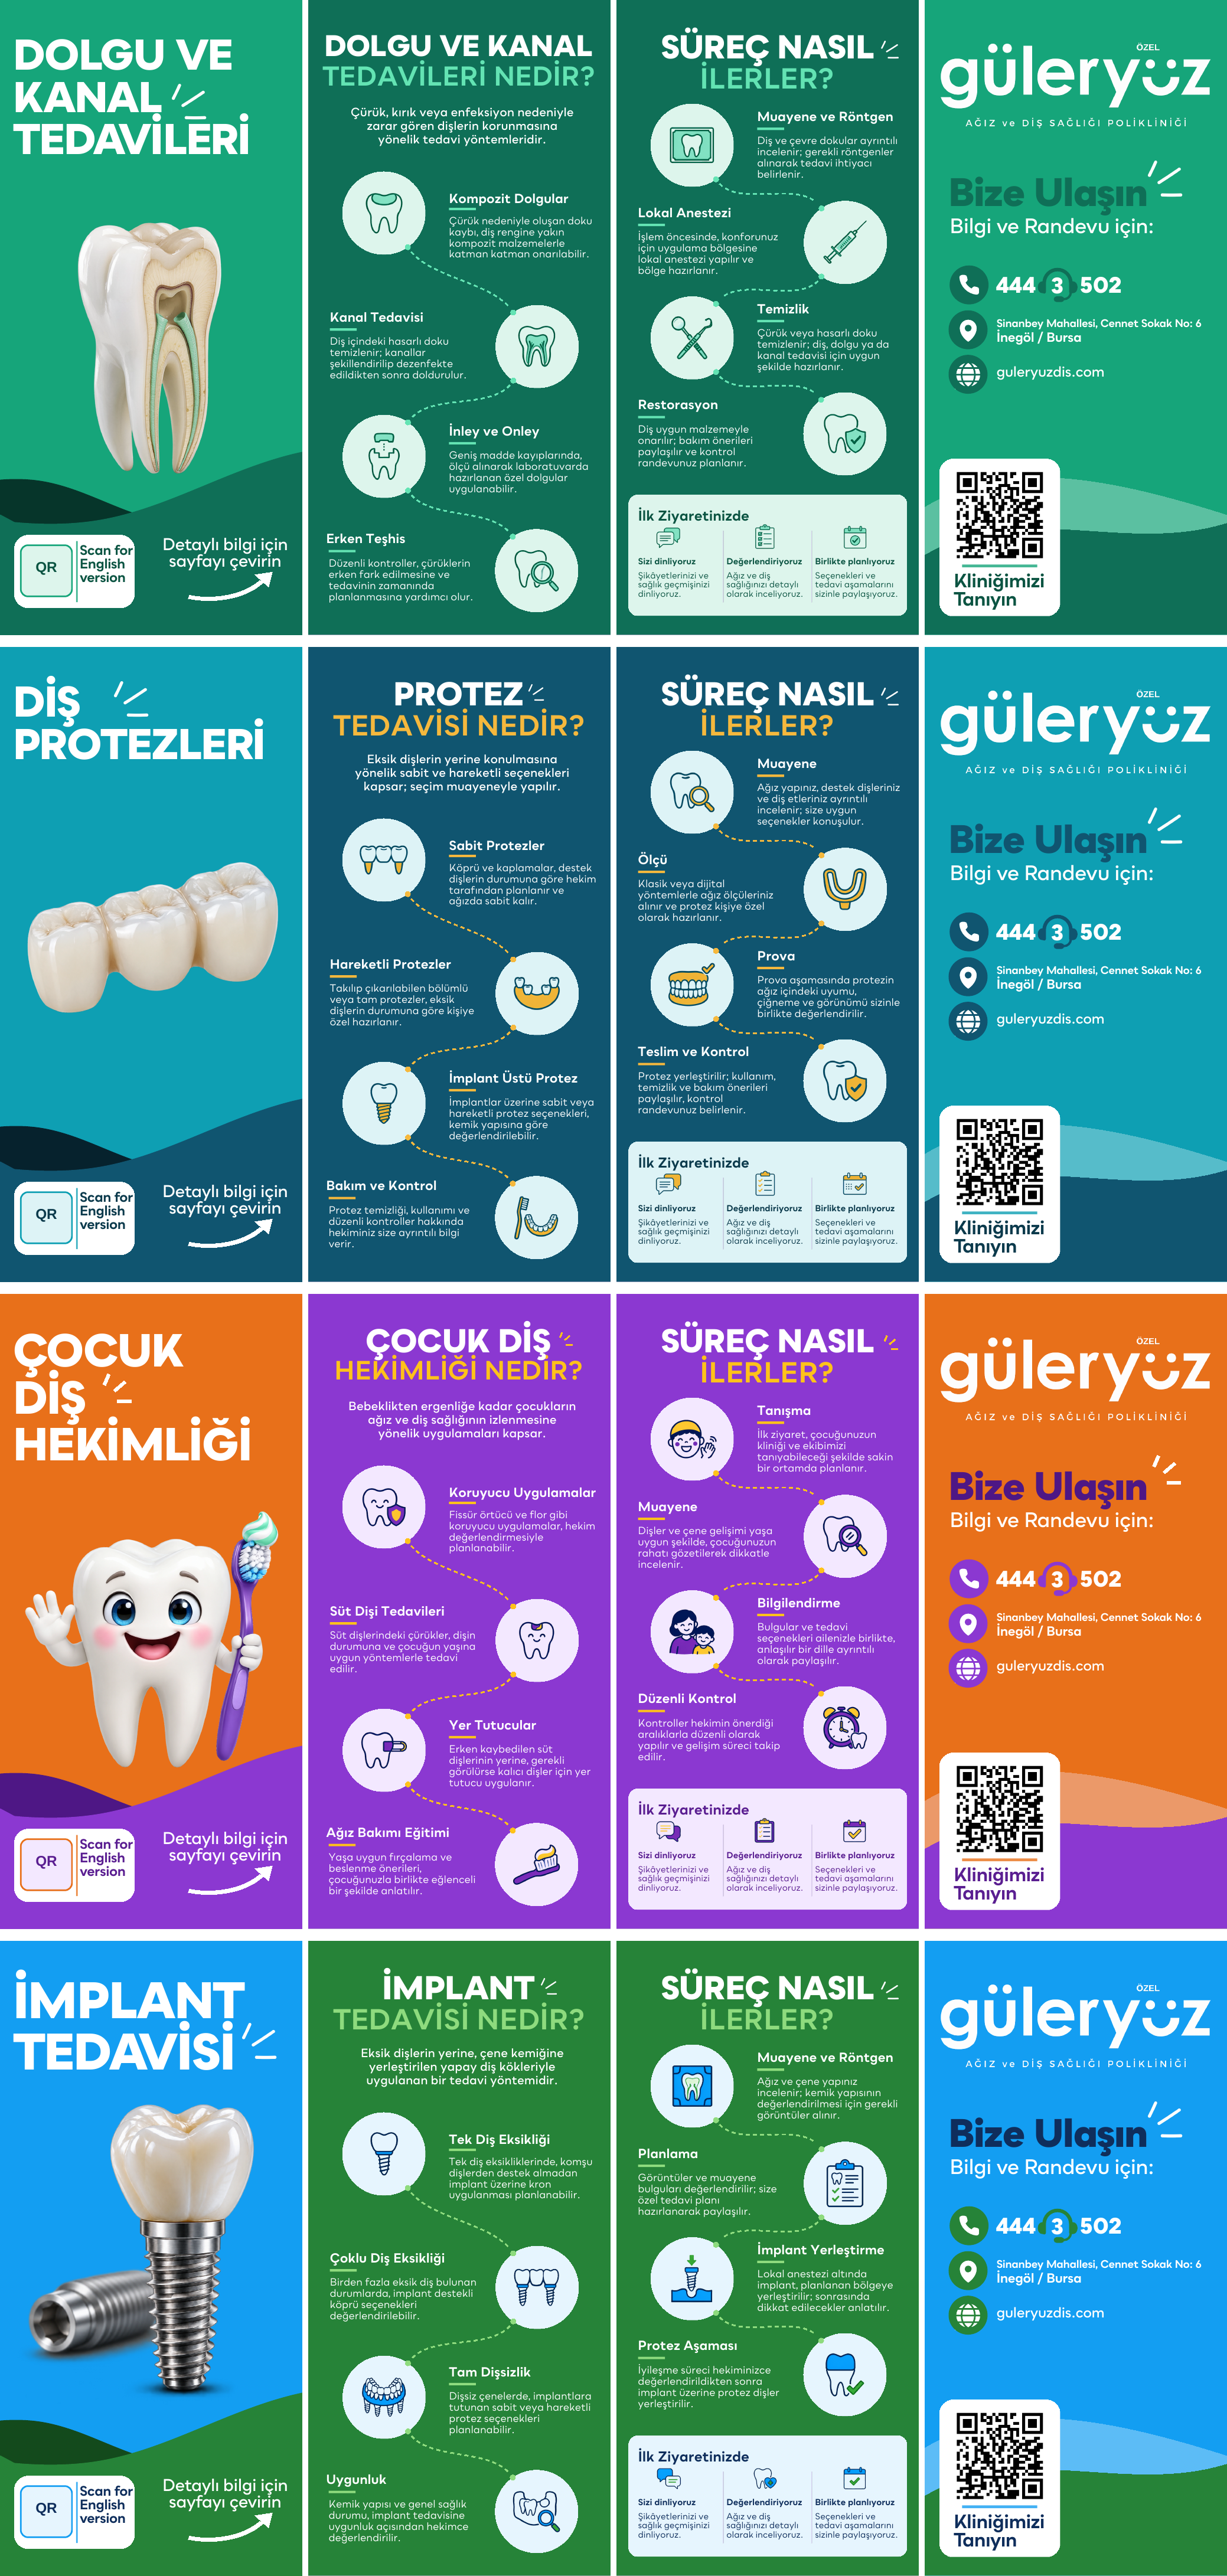 DOLGU VE
KANAL
TEDAVİLERİ
QR
Scan for
English
version
Detaylı bilgi için
sayfayı çevirin
DOLGU VE KANAL
TEDAVİLERİ NEDİR?
Çürük, kırık veya enfeksiyon nedeniyle
zarar gören dişlerin korunmasına
yönelik tedavi yöntemleridir.
Kompozit Dolgular
Çürük nedeniyle oluşan doku
kaybı, diş rengine yakın
kompozit malzemelerle
katman katman onarılabilir.
Kanal Tedavisi
Diş içindeki hasarlı doku
temizlenir; kanallar
şekillendirilip dezenfekte
edildikten sonra doldurulur.
İnley ve Onley
Geniş madde kayıplarında,
ölçü alınarak laboratuvarda
hazırlanan özel dolgular
uygulanabilir.
Erken Teşhis
Düzenli kontroller, çürüklerin
erken fark edilmesine ve
tedavinin zamanında
planlanmasına yardımcı olur.
SÜREÇ NASIL
İLERLER?
Muayene ve Röntgen
Diş ve çevre dokular ayrıntılı
incelenir; gerekli röntgenler
alınarak tedavi ihtiyacı
belirlenir.
Lokal Anestezi
İşlem öncesinde, konforunuz
için uygulama bölgesine
lokal anestezi yapılır ve
bölge hazırlanır.
Temizlik
Çürük veya hasarlı doku
temizlenir; diş, dolgu ya da
kanal tedavisi için uygun
şekilde hazırlanır.
Restorasyon
Diş uygun malzemeyle
onarılır; bakım önerileri
paylaşılır ve kontrol
randevunuz planlanır.
İlk Ziyaretinizde
Sizi dinliyoruz
Şikâyetlerinizi ve
sağlık geçmişinizi
dinliyoruz.
Değerlendiriyoruz
Ağız ve diş
sağlığınızı detaylı
olarak inceliyoruz.
Birlikte planlıyoruz
Seçenekleri ve
tedavi aşamalarını
sizinle paylaşıyoruz.
ÖZEL
güleryüz
AĞIZ ve DİŞ SAĞLIĞI POLİKLİNİĞİ
Bize Ulaşın
Bilgi ve Randevu için:
444 3 502
Sinanbey Mahallesi, Cennet Sokak No: 6
İnegöl / Bursa
guleryuzdis.com
Kliniğimizi
Tanıyın
DİŞ
PROTEZLERİ
QR
Scan for
English
version
Detaylı bilgi için
sayfayı çevirin
PROTEZ
TEDAVİSİ NEDİR?
Eksik dişlerin yerine konulmasına
yönelik sabit ve hareketli seçenekleri
kapsar; seçim muayeneyle yapılır.
Sabit Protezler
Köprü ve kaplamalar, destek
dişlerin durumuna göre hekim
tarafından planlanır ve
ağızda sabit kalır.
Hareketli Protezler
Takılıp çıkarılabilen bölümlü
veya tam protezler, eksik
dişlerin durumuna göre kişiye
özel hazırlanır.
İmplant Üstü Protez
İmplantlar üzerine sabit veya
hareketli protez seçenekleri,
kemik yapısına göre
değerlendirilebilir.
Bakım ve Kontrol
Protez temizliği, kullanımı ve
düzenli kontroller hakkında
hekiminiz size ayrıntılı bilgi
verir.
SÜREÇ NASIL
İLERLER?
Muayene
Ağız yapınız, destek dişleriniz
ve diş etleriniz ayrıntılı
incelenir; size uygun
seçenekler konuşulur.
Ölçü
Klasik veya dijital
yöntemlerle ağız ölçüleriniz
alınır ve protez kişiye özel
olarak hazırlanır.
Prova
Prova aşamasında protezin
ağız içindeki uyumu,
çiğneme ve görünümü sizinle
birlikte değerlendirilir.
Teslim ve Kontrol
Protez yerleştirilir; kullanım,
temizlik ve bakım önerileri
paylaşılır, kontrol
randevunuz belirlenir.
İlk Ziyaretinizde
Sizi dinliyoruz
Şikâyetlerinizi ve
sağlık geçmişinizi
dinliyoruz.
Değerlendiriyoruz
Ağız ve diş
sağlığınızı detaylı
olarak inceliyoruz.
Birlikte planlıyoruz
Seçenekleri ve
tedavi aşamalarını
sizinle paylaşıyoruz.
ÖZEL
güleryüz
AĞIZ ve DİŞ SAĞLIĞI POLİKLİNİĞİ
Bize Ulaşın
Bilgi ve Randevu için:
444 3 502
Sinanbey Mahallesi, Cennet Sokak No: 6
İnegöl / Bursa
guleryuzdis.com
Kliniğimizi
Tanıyın
ÇOCUK
DİŞ
HEKİMLİĞİ
QR
Scan for
English
version
Detaylı bilgi için
sayfayı çevirin
ÇOCUK DİŞ
HEKİMLİĞİ NEDİR?
Bebeklikten ergenliğe kadar çocukların
ağız ve diş sağlığının izlenmesine
yönelik uygulamaları kapsar.
Koruyucu Uygulamalar
Fissür örtücü ve flor gibi
koruyucu uygulamalar, hekim
değerlendirmesiyle
planlanabilir.
Süt Dişi Tedavileri
Süt dişlerindeki çürükler, dişin
durumuna ve çocuğun yaşına
uygun yöntemlerle tedavi
edilir.
Yer Tutucular
Erken kaybedilen süt
dişlerinin yerine, gerekli
görülürse kalıcı dişler için yer
tutucu uygulanır.
Ağız Bakımı Eğitimi
Yaşa uygun fırçalama ve
beslenme önerileri,
çocuğunuzla birlikte eğlenceli
bir şekilde anlatılır.
SÜREÇ NASIL
İLERLER?
Tanışma
İlk ziyaret, çocuğunuzun
kliniği ve ekibimizi
tanıyabileceği şekilde sakin
bir ortamda planlanır.
Muayene
Dişler ve çene gelişimi yaşa
uygun şekilde, çocuğunuzun
rahatı gözetilerek dikkatle
incelenir.
Bilgilendirme
Bulgular ve tedavi
seçenekleri ailenizle birlikte,
anlaşılır bir dille ayrıntılı
olarak paylaşılır.
Düzenli Kontrol
Kontroller hekimin önerdiği
aralıklarla düzenli olarak
yapılır ve gelişim süreci takip
edilir.
İlk Ziyaretinizde
Sizi dinliyoruz
Şikâyetlerinizi ve
sağlık geçmişinizi
dinliyoruz.
Değerlendiriyoruz
Ağız ve diş
sağlığınızı detaylı
olarak inceliyoruz.
Birlikte planlıyoruz
Seçenekleri ve
tedavi aşamalarını
sizinle paylaşıyoruz.
ÖZEL
güleryüz
AĞIZ ve DİŞ SAĞLIĞI POLİKLİNİĞİ
Bize Ulaşın
Bilgi ve Randevu için:
444 3 502
Sinanbey Mahallesi, Cennet Sokak No: 6
İnegöl / Bursa
guleryuzdis.com
Kliniğimizi
Tanıyın
İMPLANT
TEDAVİSİ
QR
Scan for
English
version
Detaylı bilgi için
sayfayı çevirin
İMPLANT
TEDAVİSİ NEDİR?
Eksik dişlerin yerine, çene kemiğine
yerleştirilen yapay diş kökleriyle
uygulanan bir tedavi yöntemidir.
Tek Diş Eksikliği
Tek diş eksikliklerinde, komşu
dişlerden destek almadan
implant üzerine kron
uygulanması planlanabilir.
Çoklu Diş Eksikliği
Birden fazla eksik diş bulunan
durumlarda, implant destekli
köprü seçenekleri
değerlendirilebilir.
Tam Dişsizlik
Dişsiz çenelerde, implantlara
tutunan sabit veya hareketli
protez seçenekleri
planlanabilir.
Uygunluk
Kemik yapısı ve genel sağlık
durumu, implant tedavisine
uygunluk açısından hekimce
değerlendirilir.
SÜREÇ NASIL
İLERLER?
Muayene ve Röntgen
Ağız ve çene yapınız
incelenir; kemik yapısının
değerlendirilmesi için gerekli
görüntüler alınır.
Planlama
Görüntüler ve muayene
bulguları değerlendirilir; size
özel tedavi planı
hazırlanarak paylaşılır.
İmplant Yerleştirme
Lokal anestezi altında
implant, planlanan bölgeye
yerleştirilir; sonrasında
dikkat edilecekler anlatılır.
Protez Aşaması
İyileşme süreci hekiminizce
değerlendirildikten sonra
implant üzerine protez dişler
yerleştirilir.
İlk Ziyaretinizde
Sizi dinliyoruz
Şikâyetlerinizi ve
sağlık geçmişinizi
dinliyoruz.
Değerlendiriyoruz
Ağız ve diş
sağlığınızı detaylı
olarak inceliyoruz.
Birlikte planlıyoruz
Seçenekleri ve
tedavi aşamalarını
sizinle paylaşıyoruz.
ÖZEL
güleryüz
AĞIZ ve DİŞ SAĞLIĞI POLİKLİNİĞİ
Bize Ulaşın
Bilgi ve Randevu için:
444 3 502
Sinanbey Mahallesi, Cennet Sokak No: 6
İnegöl / Bursa
guleryuzdis.com
Kliniğimizi
Tanıyın